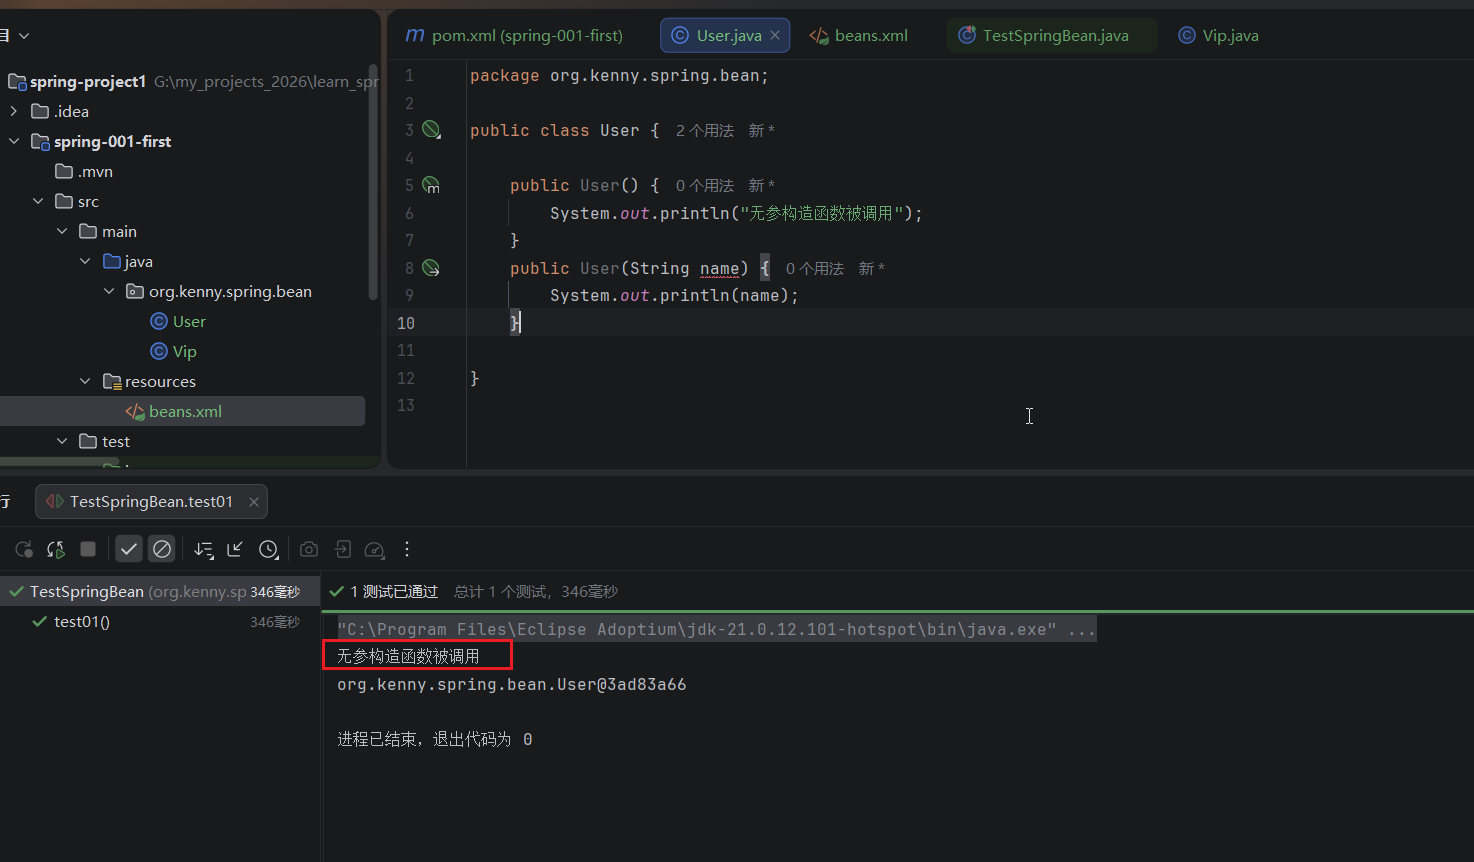 目
pom.xml (spring-001-first)
User.java
beans.xml
TestSpringBean.java
Vip.java
spring-project1 G:\my_projects_2026\learn_spr
.idea
spring-001-first
.mvn
src
main
java
org.kenny.spring.bean
User
Vip
resources
beans.xml
test
1 package org.kenny.spring.bean;
2
3 public class User { 2 个用法 新 *
4
5 public User() { 0 个用法 新 *
6 System.out.println("无参构造函数被调用");
7 }
8 public User(String name) { 0 个用法 新 *
9 System.out.println(name);
10 }
11
12 }
13
行
TestSpringBean.test01
TestSpringBean (org.kenny.sp 346毫秒
test01() 346毫秒
1 测试已通过 总计 1 个测试, 346毫秒
"C:\Program Files\Eclipse Adoptium\jdk-21.0.12.101-hotspot\bin\java.exe" ...
无参构造函数被调用
org.kenny.spring.bean.User@3ad83a66
进程已结束，退出代码为 0